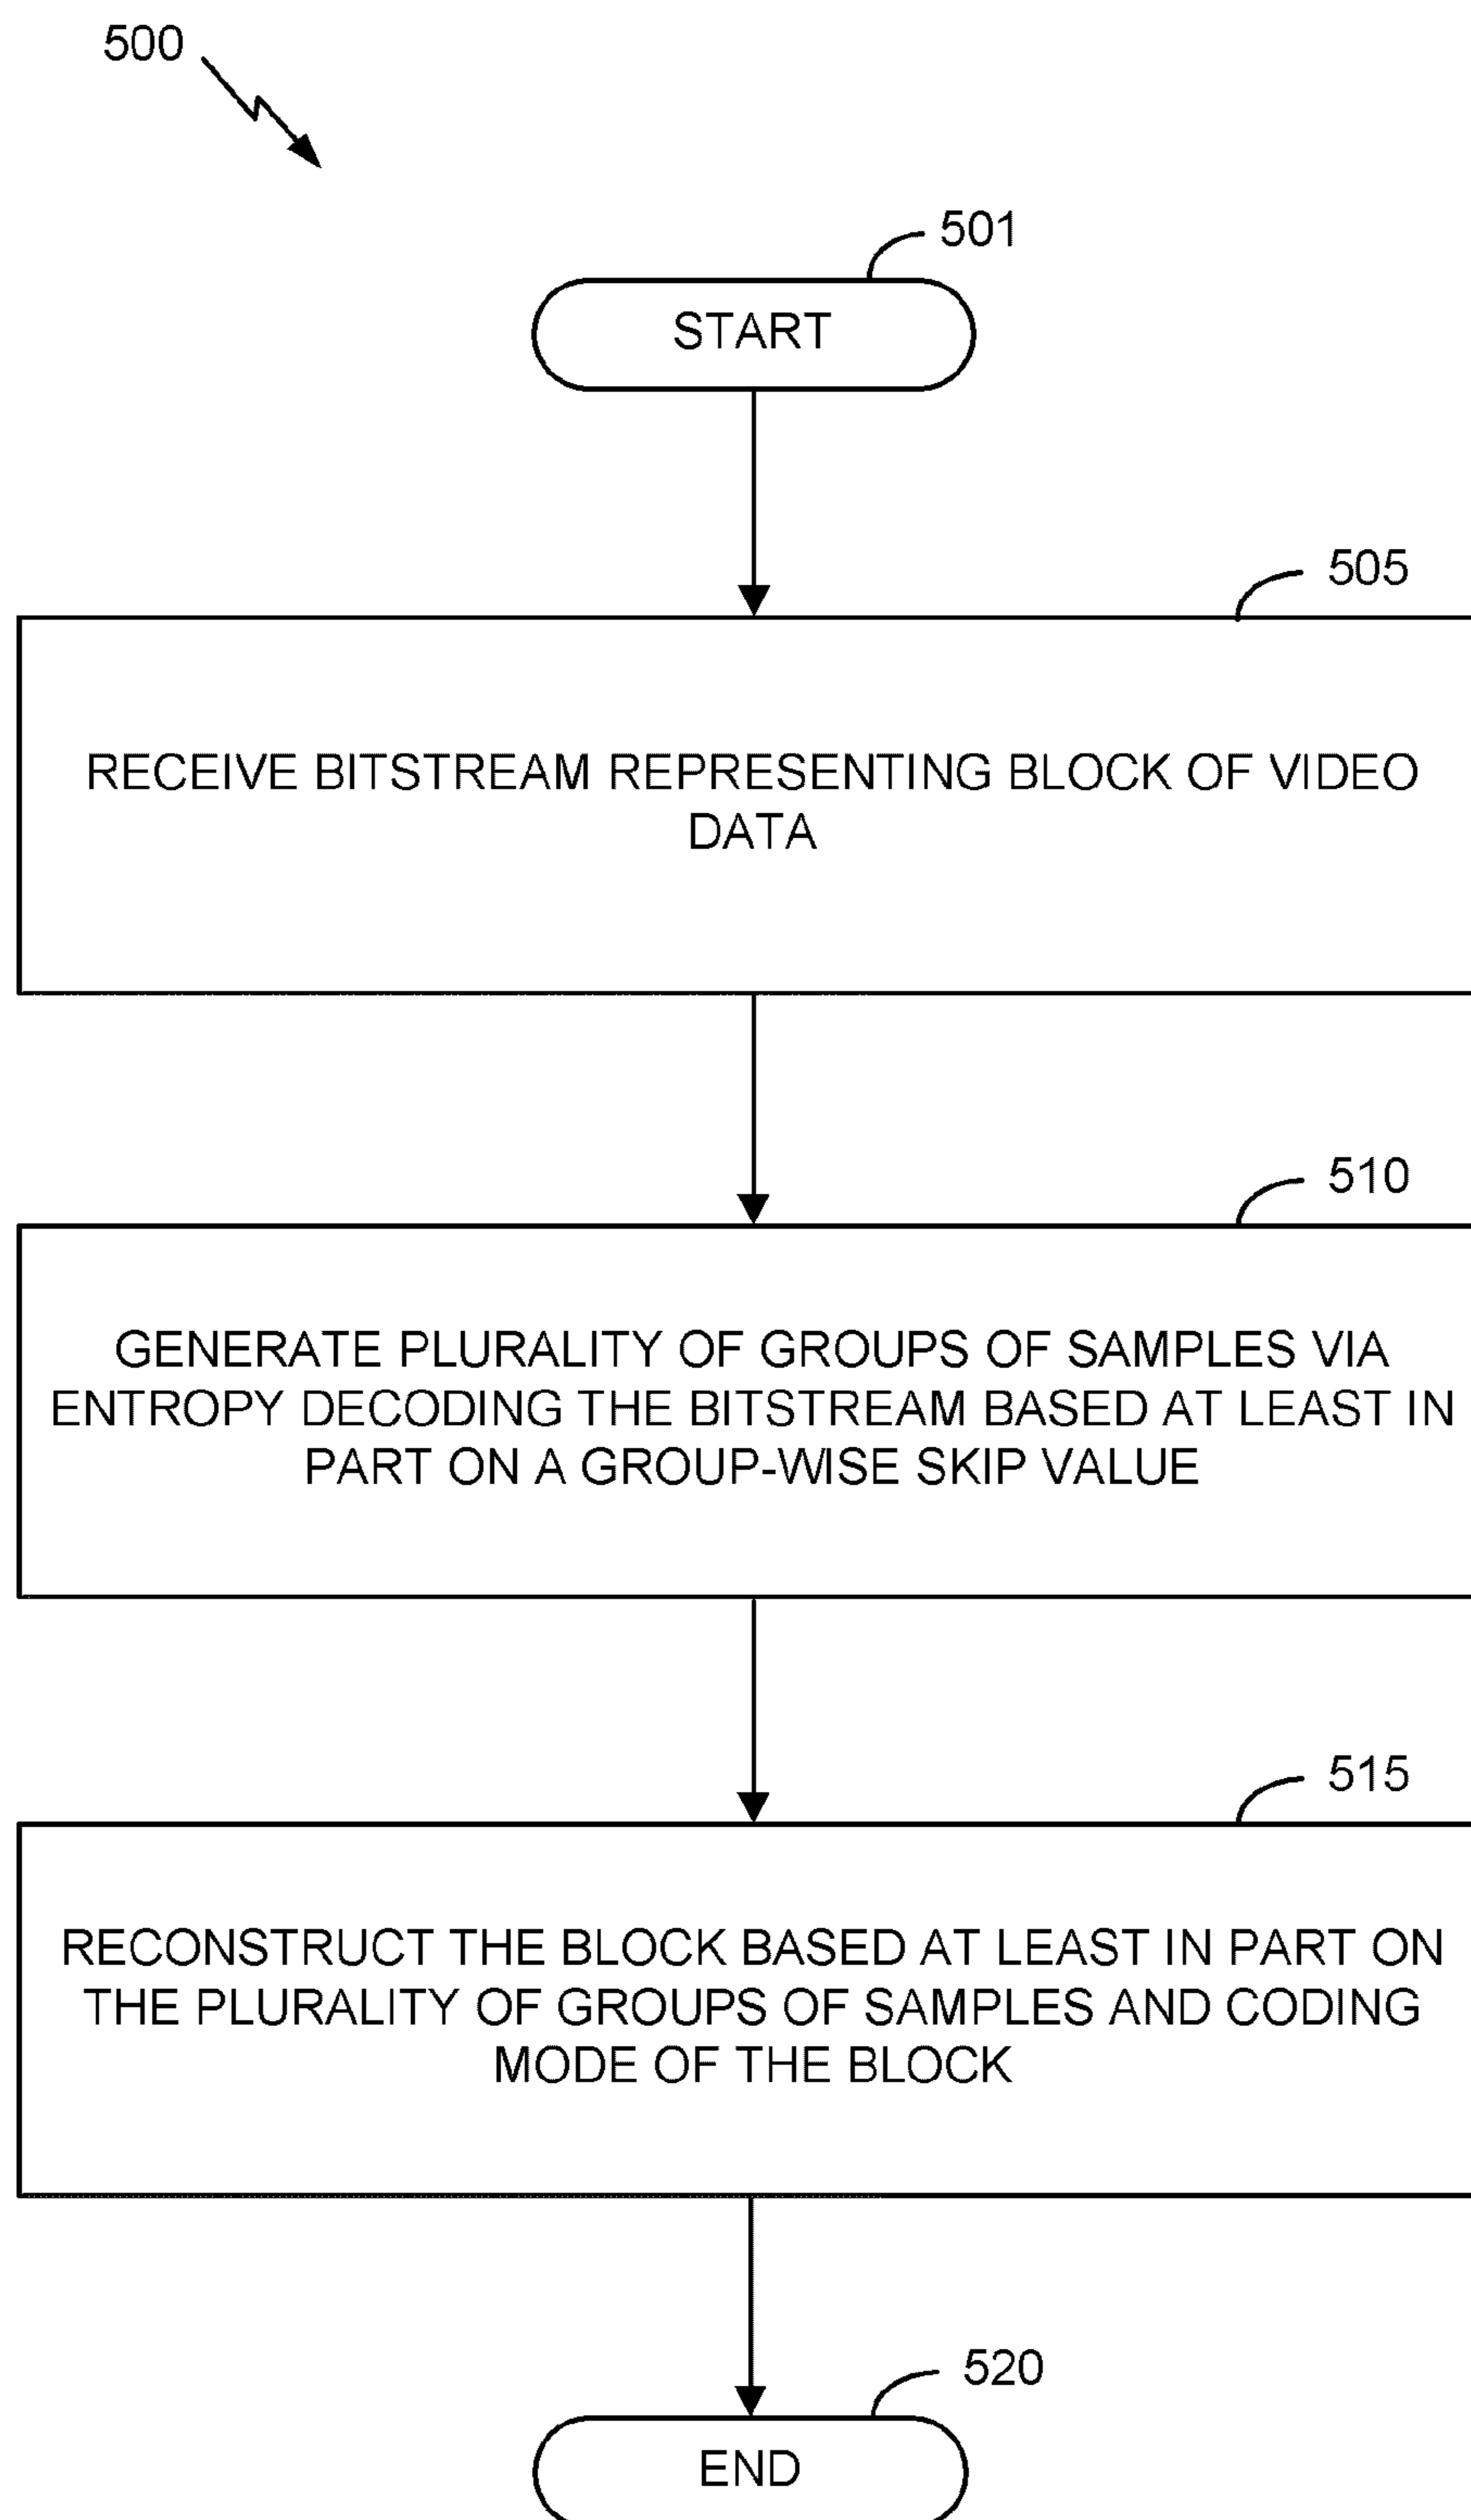 500
501
START
505
RECEIVE BITSTREAM REPRESENTING BLOCK OF VIDEO
DATA
510
GENERATE PLURALITY OF GROUPS OF SAMPLES VIA
ENTROPY DECODING THE BITSTREAM BASED AT LEAST IN
PART ON A GROUP-WISE SKIP VALUE
515
RECONSTRUCT THE BLOCK BASED AT LEAST IN PART ON
THE PLURALITY OF GROUPS OF SAMPLES AND CODING
MODE OF THE BLOCK
520
END